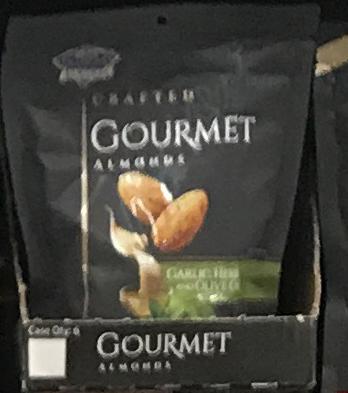 CRAFTED
GOURMET
ALMONDS
GARLIC, HERB
AND OLIVE OIL
Case Qty: 6
GOURMET
ALMONDS